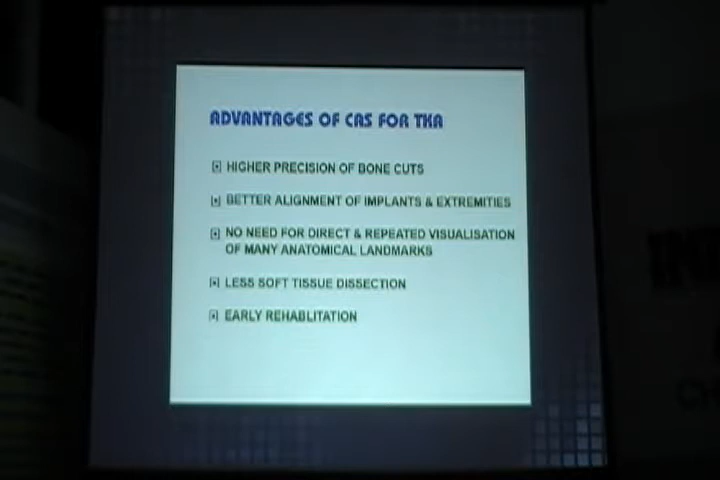 ADVANTAGES OF CAS FOR TKA
HIGHER PRECISION OF BONE CUTS
BETTER ALIGNMENT OF IMPLANTS & EXTREMITIES
NO NEED FOR DIRECT & REPEATED VISUALISATION
OF MANY ANATOMICAL LANDMARKS
LESS SOFT TISSUE DISSECTION
EARLY REHABLITATION